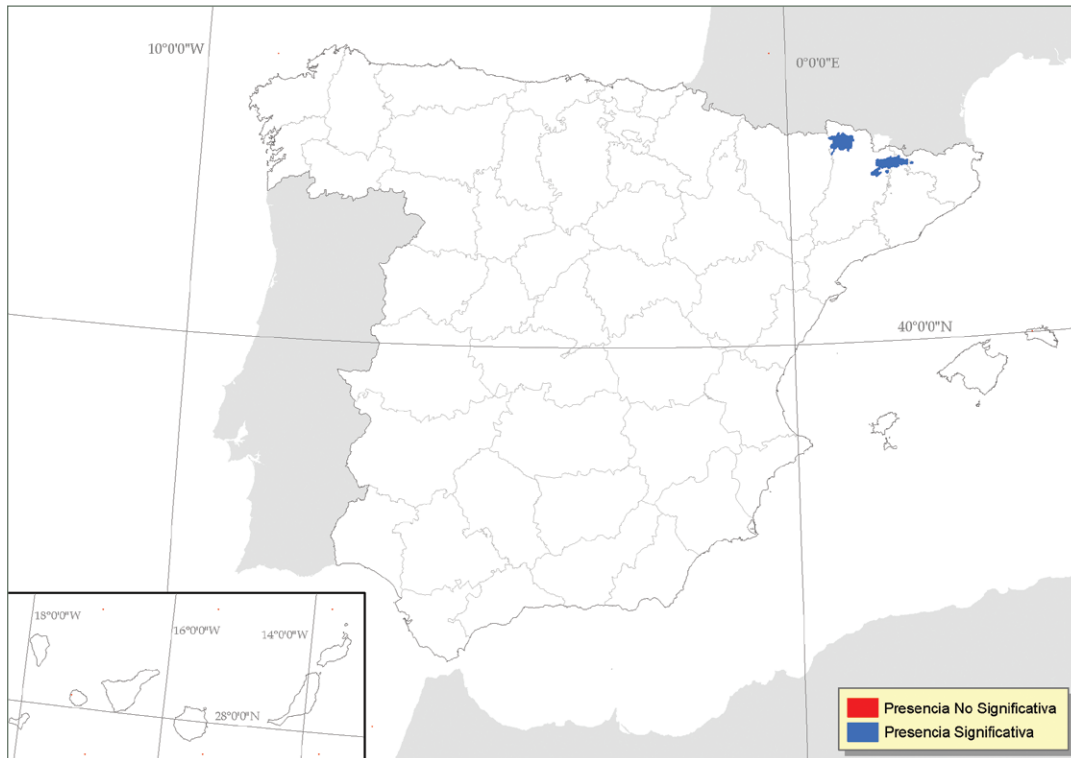 10°0'0"W
0°0'0"E
40°0'0"N
18°0'0"W
16°0'0"W
14°0'0"W
28°0'0"N
Presencia No Significativa
Presencia Significativa